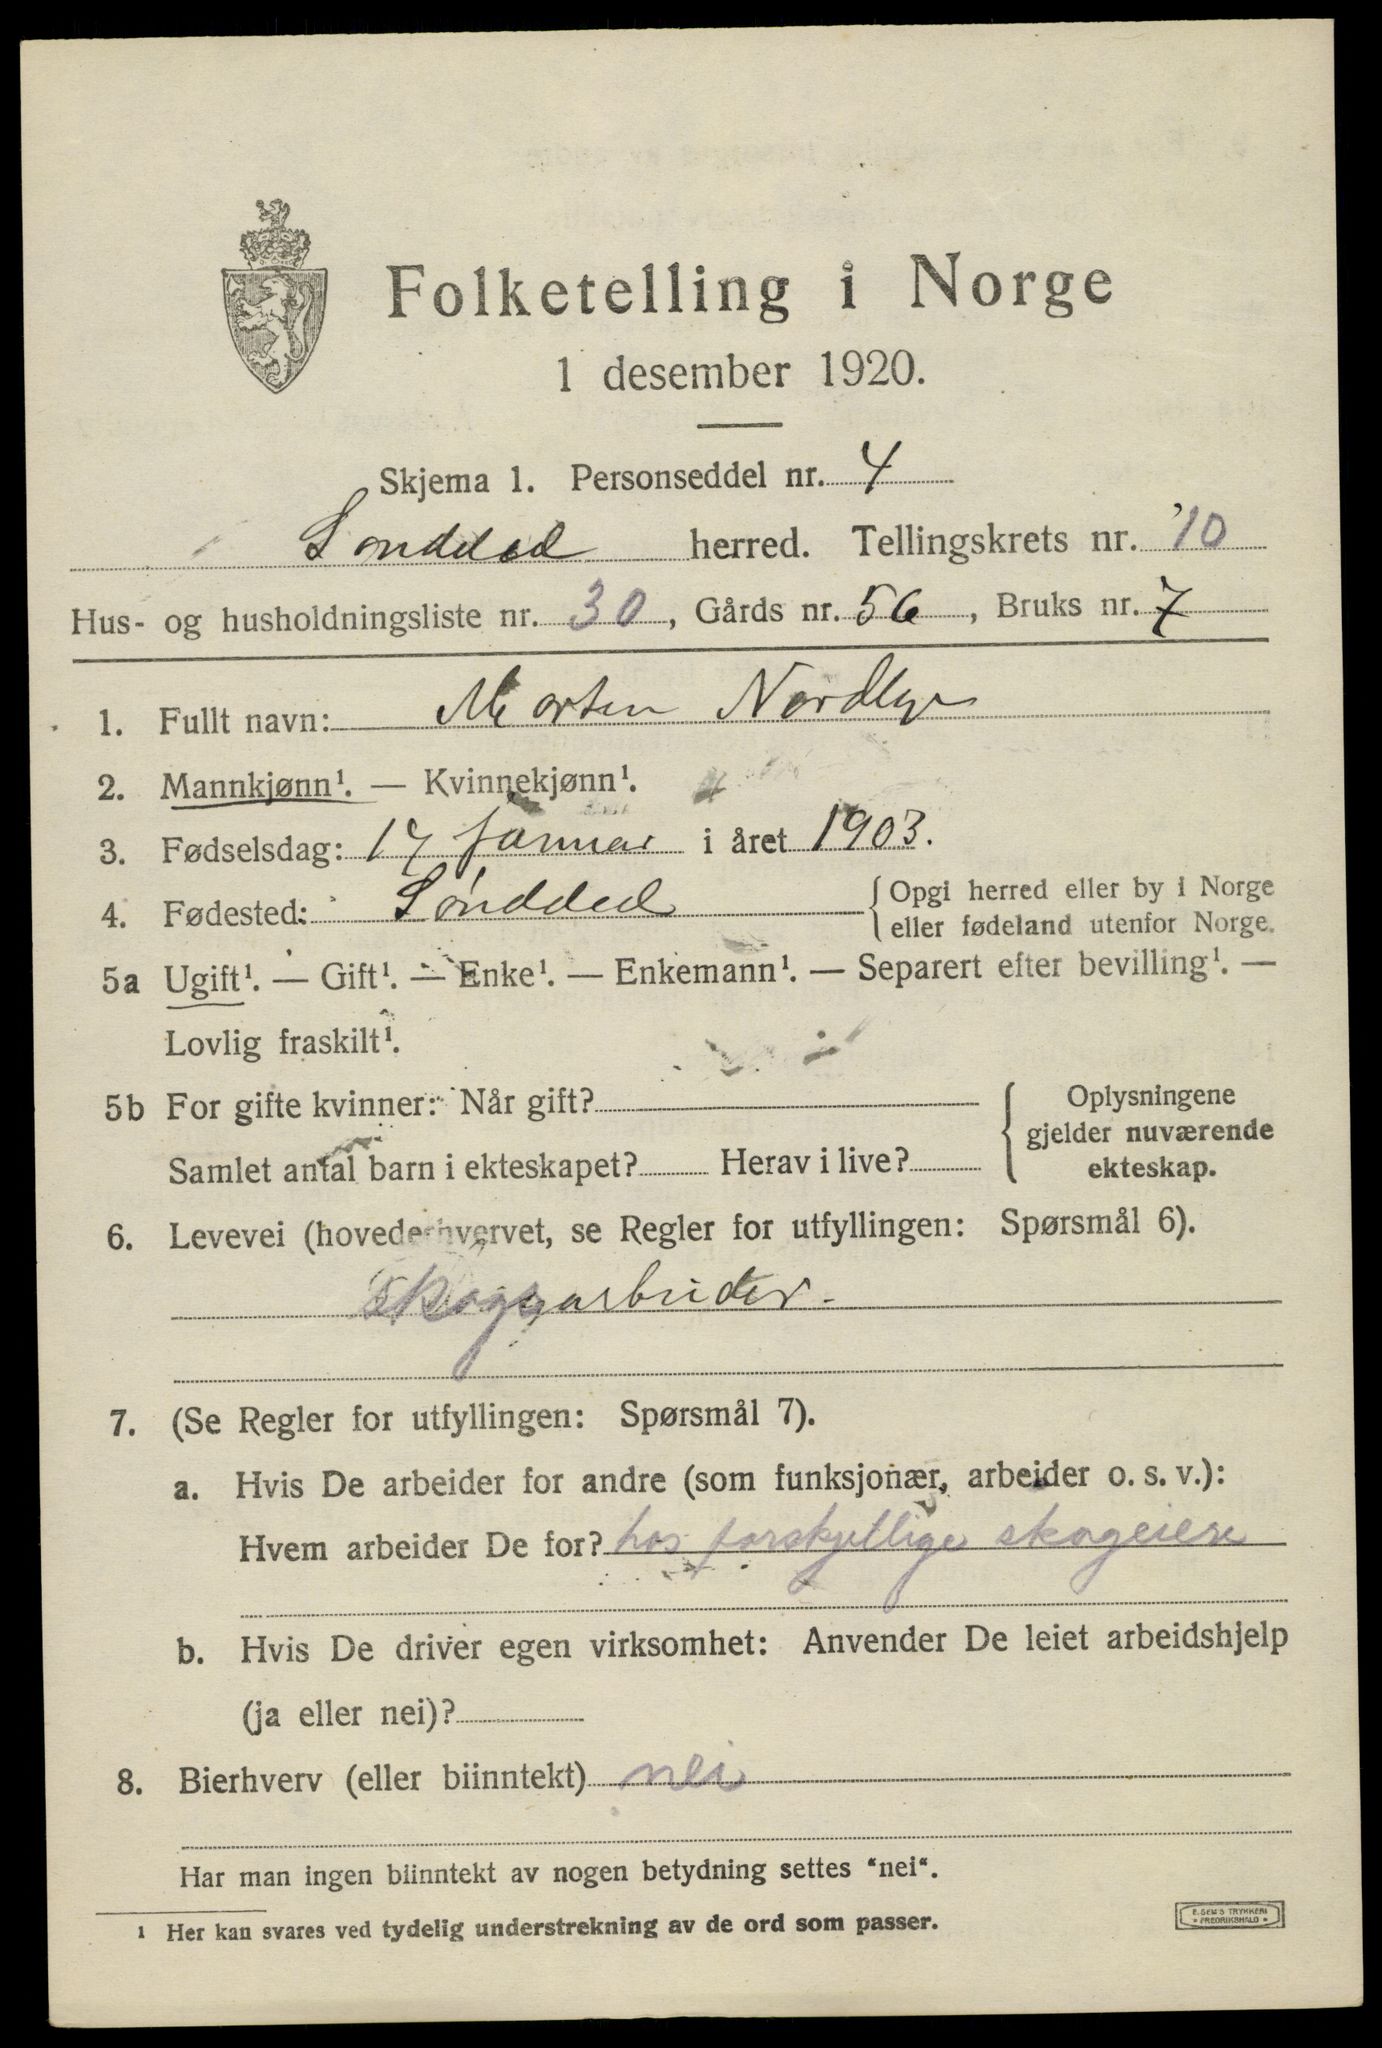 Folketelling i Norge
1 desember 1920.
Skjema 1. Personseddel nr. 4
Sønddled herred. Tellingskrets nr. 10
Hus- og husholdningsliste nr. 30, Gårds nr. 56, Bruks nr. 7
1. Fullt navn: Morten Nordbye
2. Mannkjønn¹. — Kvinnekjønn¹.
3. Fødselsdag: 17 januar i året 1903.
4. Fødested: Sønddled { Opgi herred eller by i Norge
eller fødeland utenfor Norge.
5a Ugift¹. — Gift¹. — Enke¹. — Enkemann¹. — Separert efter bevilling¹. —
Lovlig fraskilt¹.
5b For gifte kvinner: Når gift?
Samlet antal barn i ekteskapet? Herav i live?
Oplysningene
gjelder nuværende
ekteskap.
6. Levevei (hovederhvervet, se Regler for utfyllingen: Spørsmål 6).
Skogsarbeider.
7. (Se Regler for utfyllingen: Spørsmål 7).
a. Hvis De arbeider for andre (som funksjonær, arbeider o. s. v.):
Hvem arbeider De for? hos forskjellige skogeiere
b. Hvis De driver egen virksomhet: Anvender De leiet arbeidshjelp
(ja eller nei)?
8. Bierhverv (eller biinntekt) nei
Har man ingen biinntekt av nogen betydning settes "nei".
¹ Her kan svares ved tydelig understrekning av de ord som passer.
E. SEM'S TRYKKERI
FREDRIKSHALD